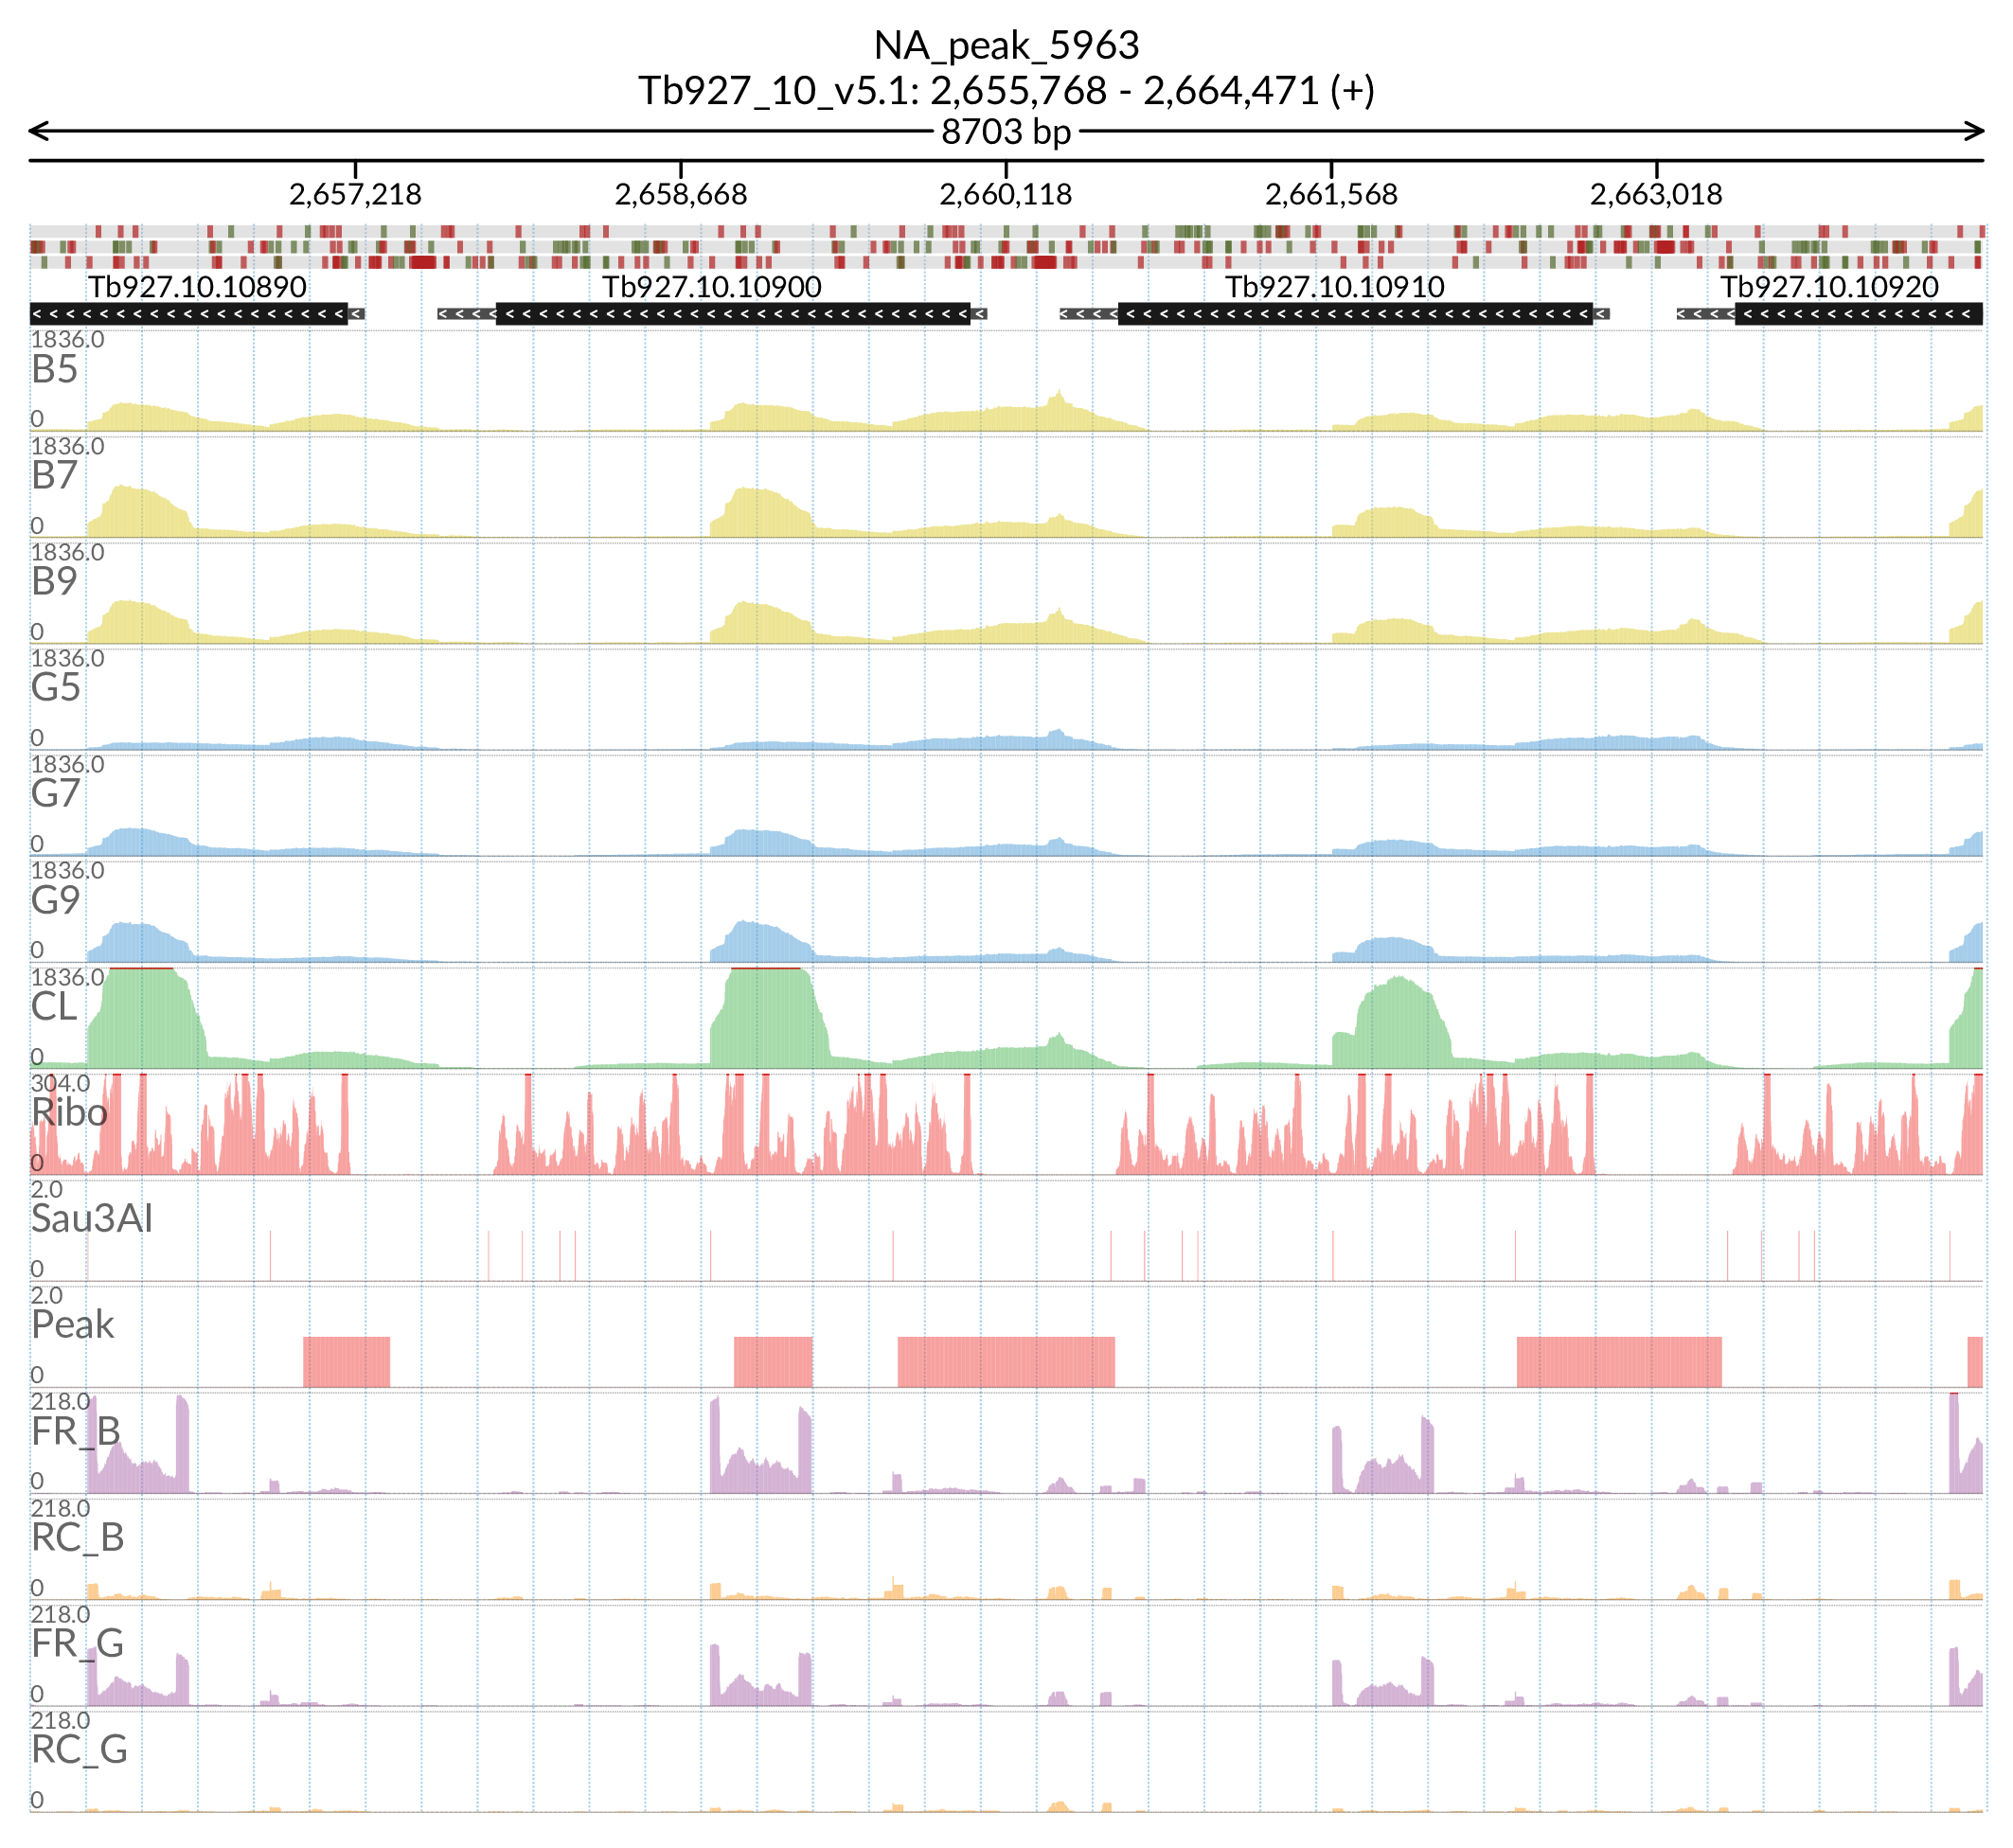 NA_peak_5963
Tb927_10_v5.1: 2,655,768 - 2,664,471 (+)
8703 bp
2,657,218 2,658,668 2,660,118 2,661,568 2,663,018
Tb927.10.10890 Tb927.10.10900 Tb927.10.10910 Tb927.10.10920
1836.0
B5
0
1836.0
B7
0
1836.0
B9
0
1836.0
G5
0
1836.0
G7
0
1836.0
G9
0
1836.0
CL
0
304.0
Ribo
0
2.0
Sau3AI
0
2.0
Peak
0
218.0
FR_B
0
218.0
RC_B
0
218.0
FR_G
0
218.0
RC_G
0